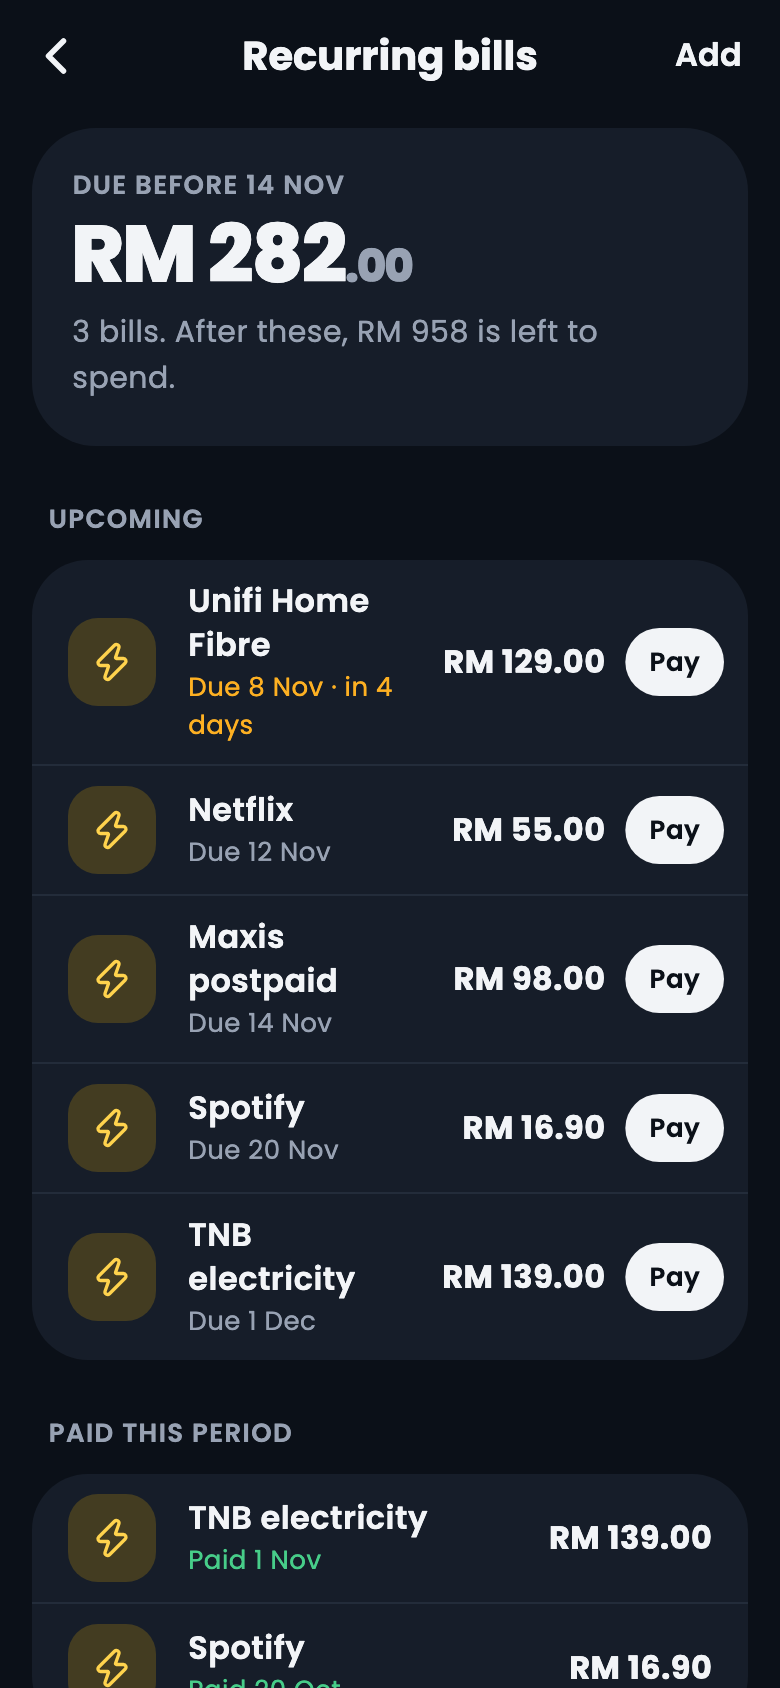 Recurring bills
Add
DUE BEFORE 14 NOV
RM 282.00
3 bills. After these, RM 958 is left to
spend.
UPCOMING
Unifi Home
Fibre
Due 8 Nov · in 4
days
RM 129.00
Pay
Netflix
Due 12 Nov
RM 55.00
Pay
Maxis
postpaid
Due 14 Nov
RM 98.00
Pay
Spotify
Due 20 Nov
RM 16.90
Pay
TNB
electricity
Due 1 Dec
RM 139.00
Pay
PAID THIS PERIOD
TNB electricity
Paid 1 Nov
RM 139.00
Spotify
Paid 20 Oct
RM 16.90